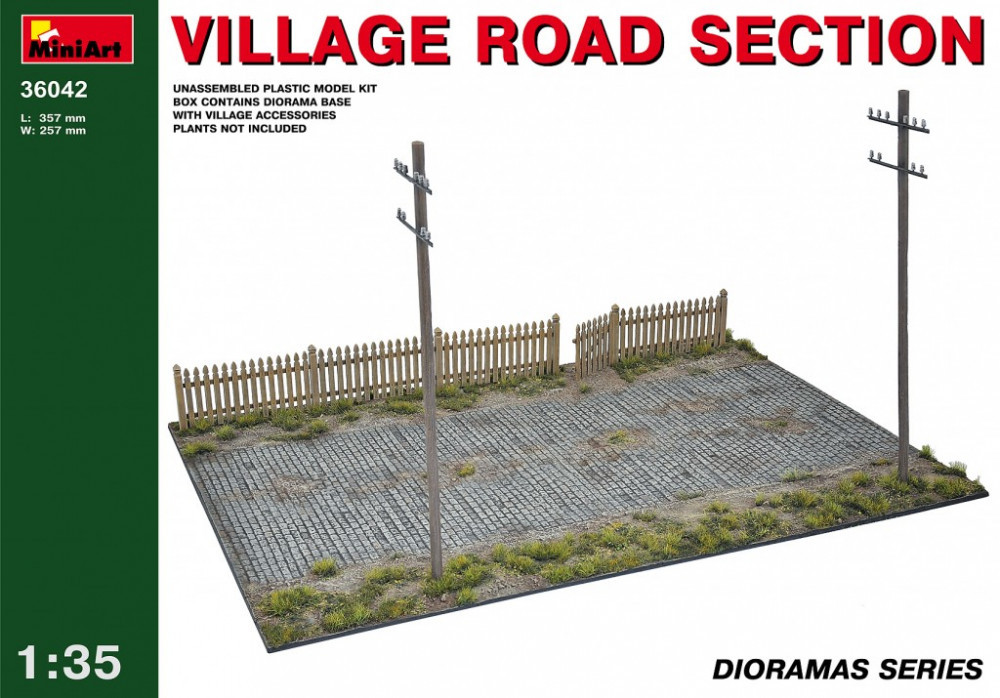 MiniArt
36042
L: 357 mm
W: 257 mm
VILLAGE ROAD SECTION
UNASSEMBLED PLASTIC MODEL KIT
BOX CONTAINS DIORAMA BASE
WITH VILLAGE ACCESSORIES
PLANTS NOT INCLUDED
1:35
DIORAMAS SERIES